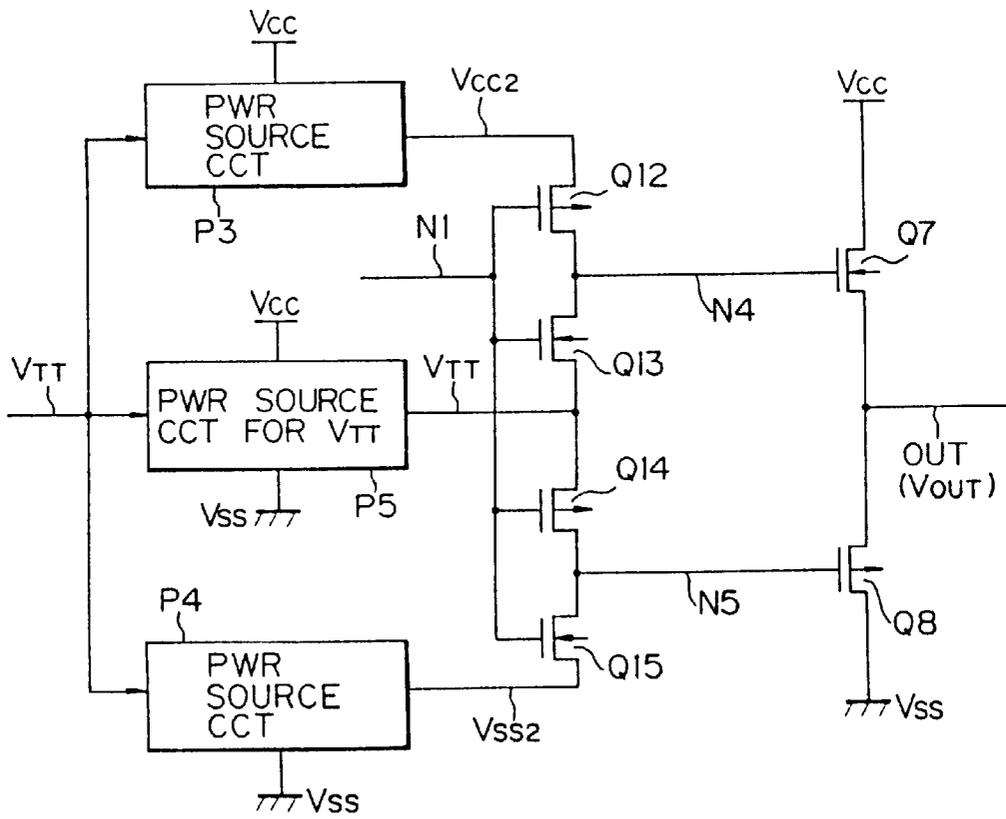 Vcc
PWR
SOURCE
CCT
P3
Vcc2
Q12
Vcc
Q7
N1
N4
Vcc
Q13
VTT
PWR SOURCE
CCT FOR VTT
VTT
Vss
P5
Q14
OUT
(VOUT)
N5
Q8
P4
PWR
SOURCE
CCT
Q15
Vss2
Vss
Vss